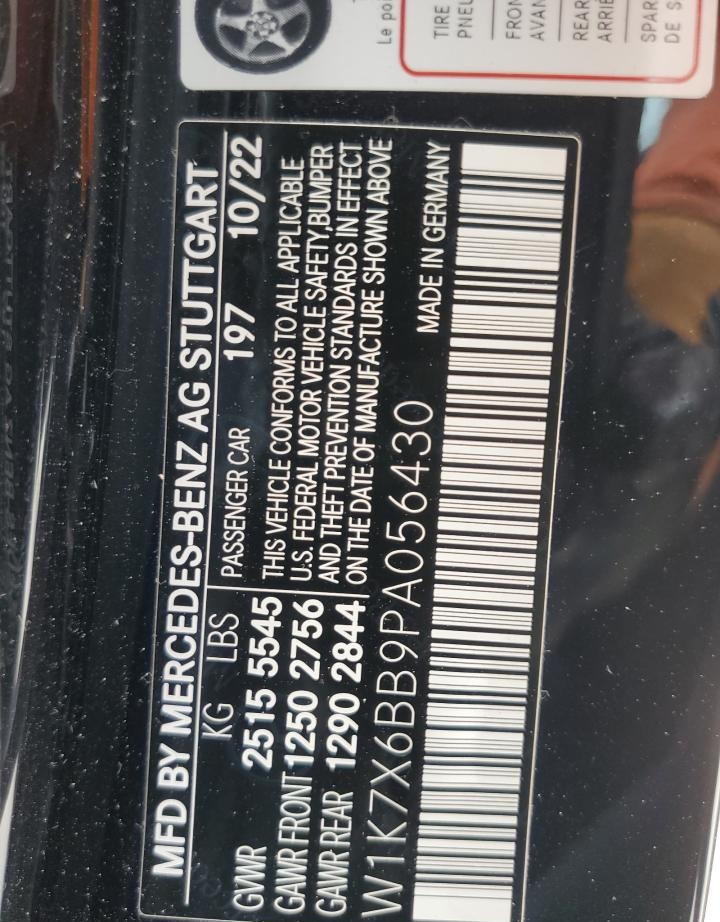 MFD BY MERCEDES-BENZ AG STUTTGART
KG LBS PASSENGER CAR 197 10/22
GVWR 2515 5545
GAWR FRONT 1250 2756
GAWR REAR 1290 2844
THIS VEHICLE CONFORMS TO ALL APPLICABLE
U.S. FEDERAL MOTOR VEHICLE SAFETY,BUMPER
AND THEFT PREVENTION STANDARDS IN EFFECT
ON THE DATE OF MANUFACTURE SHOWN ABOVE
W1K7X6BB9PA056430 MADE IN GERMANY
Le
TIRE
FRON
AVAN
REAR
SPAR
DE S